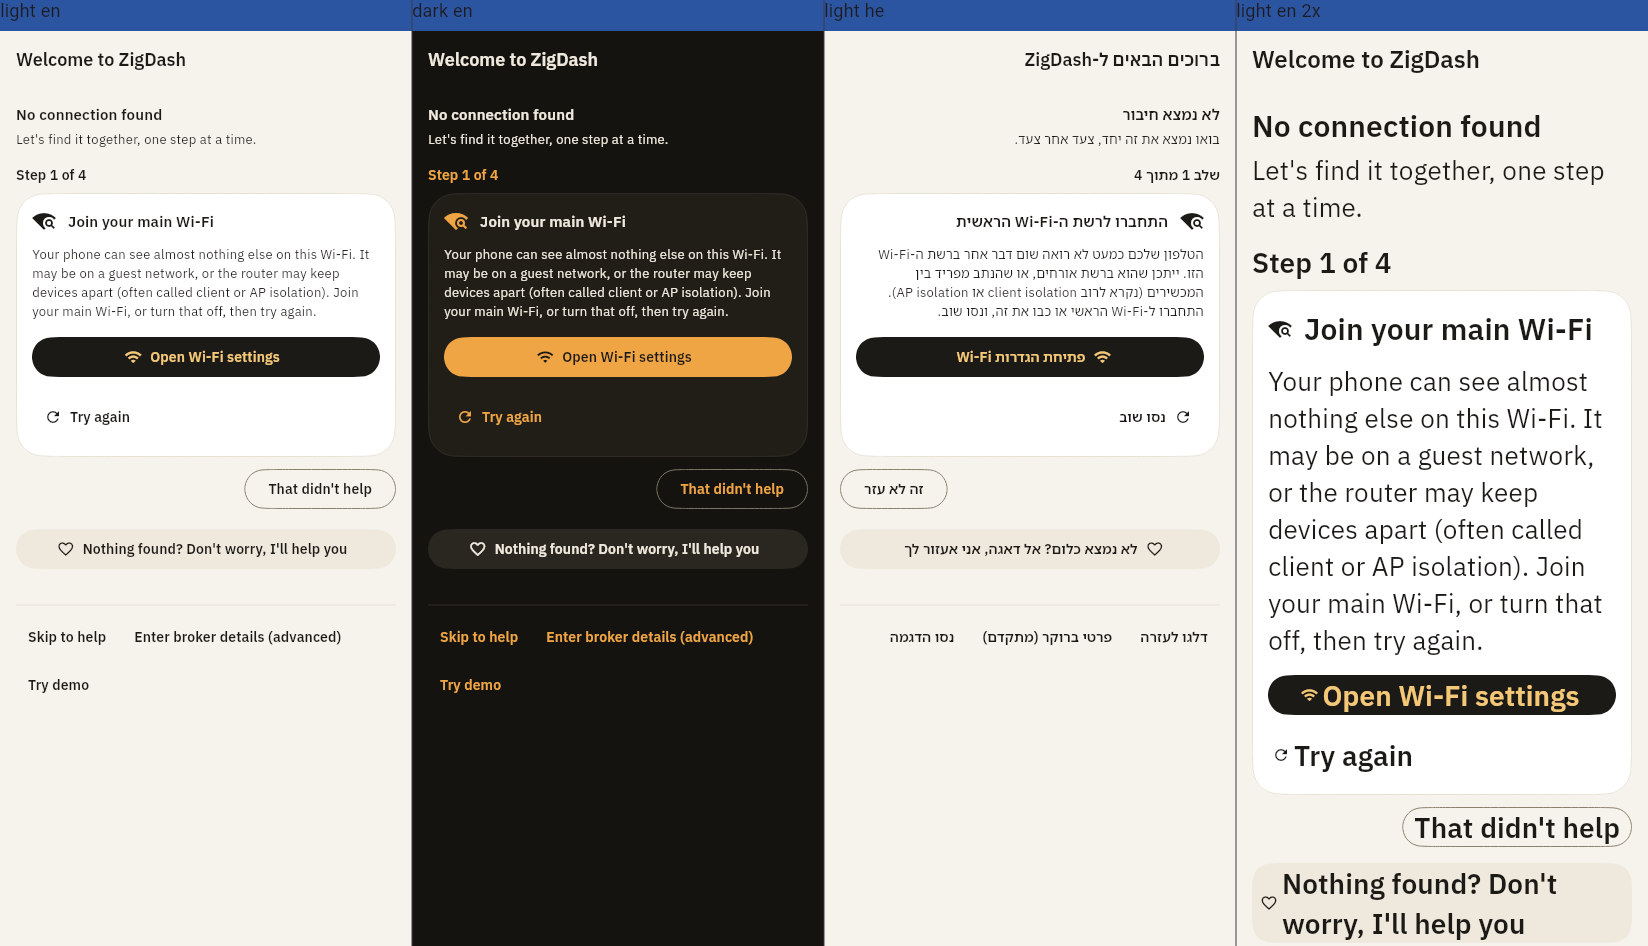 light en
Welcome to ZigDash
No connection found
Let's find it together, one step at a time.
Step 1 of 4
Join your main Wi-Fi
Your phone can see almost nothing else on this Wi-Fi. It
may be on a guest network, or the router may keep
devices apart (often called client or AP isolation). Join
your main Wi-Fi, or turn that off, then try again.
Open Wi-Fi settings
Try again
That didn't help
Nothing found? Don't worry, I'll help you
Skip to help
Enter broker details (advanced)
Try demo
dark en
Welcome to ZigDash
No connection found
Let's find it together, one step at a time.
Step 1 of 4
Join your main Wi-Fi
Your phone can see almost nothing else on this Wi-Fi. It
may be on a guest network, or the router may keep
devices apart (often called client or AP isolation). Join
your main Wi-Fi, or turn that off, then try again.
Open Wi-Fi settings
Try again
That didn't help
Nothing found? Don't worry, I'll help you
Skip to help
Enter broker details (advanced)
Try demo
light he
ברוכים הבאים ל-ZigDash
לא נמצא חיבור
בואו נמצא את זה יחד, צעד אחר צעד.
שלב 1 מתוך 4
התחברו לרשת ה-Wi-Fi הראשית
הטלפון שלכם כמעט לא רואה שום דבר אחר ברשת ה-Wi-Fi
הזו. ייתכן שהוא ברשת אורחים, או שהנתב מפריד בין
המכשירים (נקרא לרוב client isolation או AP isolation).
התחברו ל-Wi-Fi הראשי או כבו את זה, ונסו שוב.
פתיחת הגדרות Wi-Fi
נסו שוב
זה לא עזר
לא נמצא כלום? אל דאגה, אני אעזור לך
דלגו לעזרה
פרטי ברוקר (מתקדם)
נסו הדגמה
light en 2x
Welcome to ZigDash
No connection found
Let's find it together, one step
at a time.
Step 1 of 4
Join your main Wi-Fi
Your phone can see almost
nothing else on this Wi-Fi. It
may be on a guest network,
or the router may keep
devices apart (often called
client or AP isolation). Join
your main Wi-Fi, or turn that
off, then try again.
Open Wi-Fi settings
Try again
That didn't help
Nothing found? Don't
worry, I'll help you